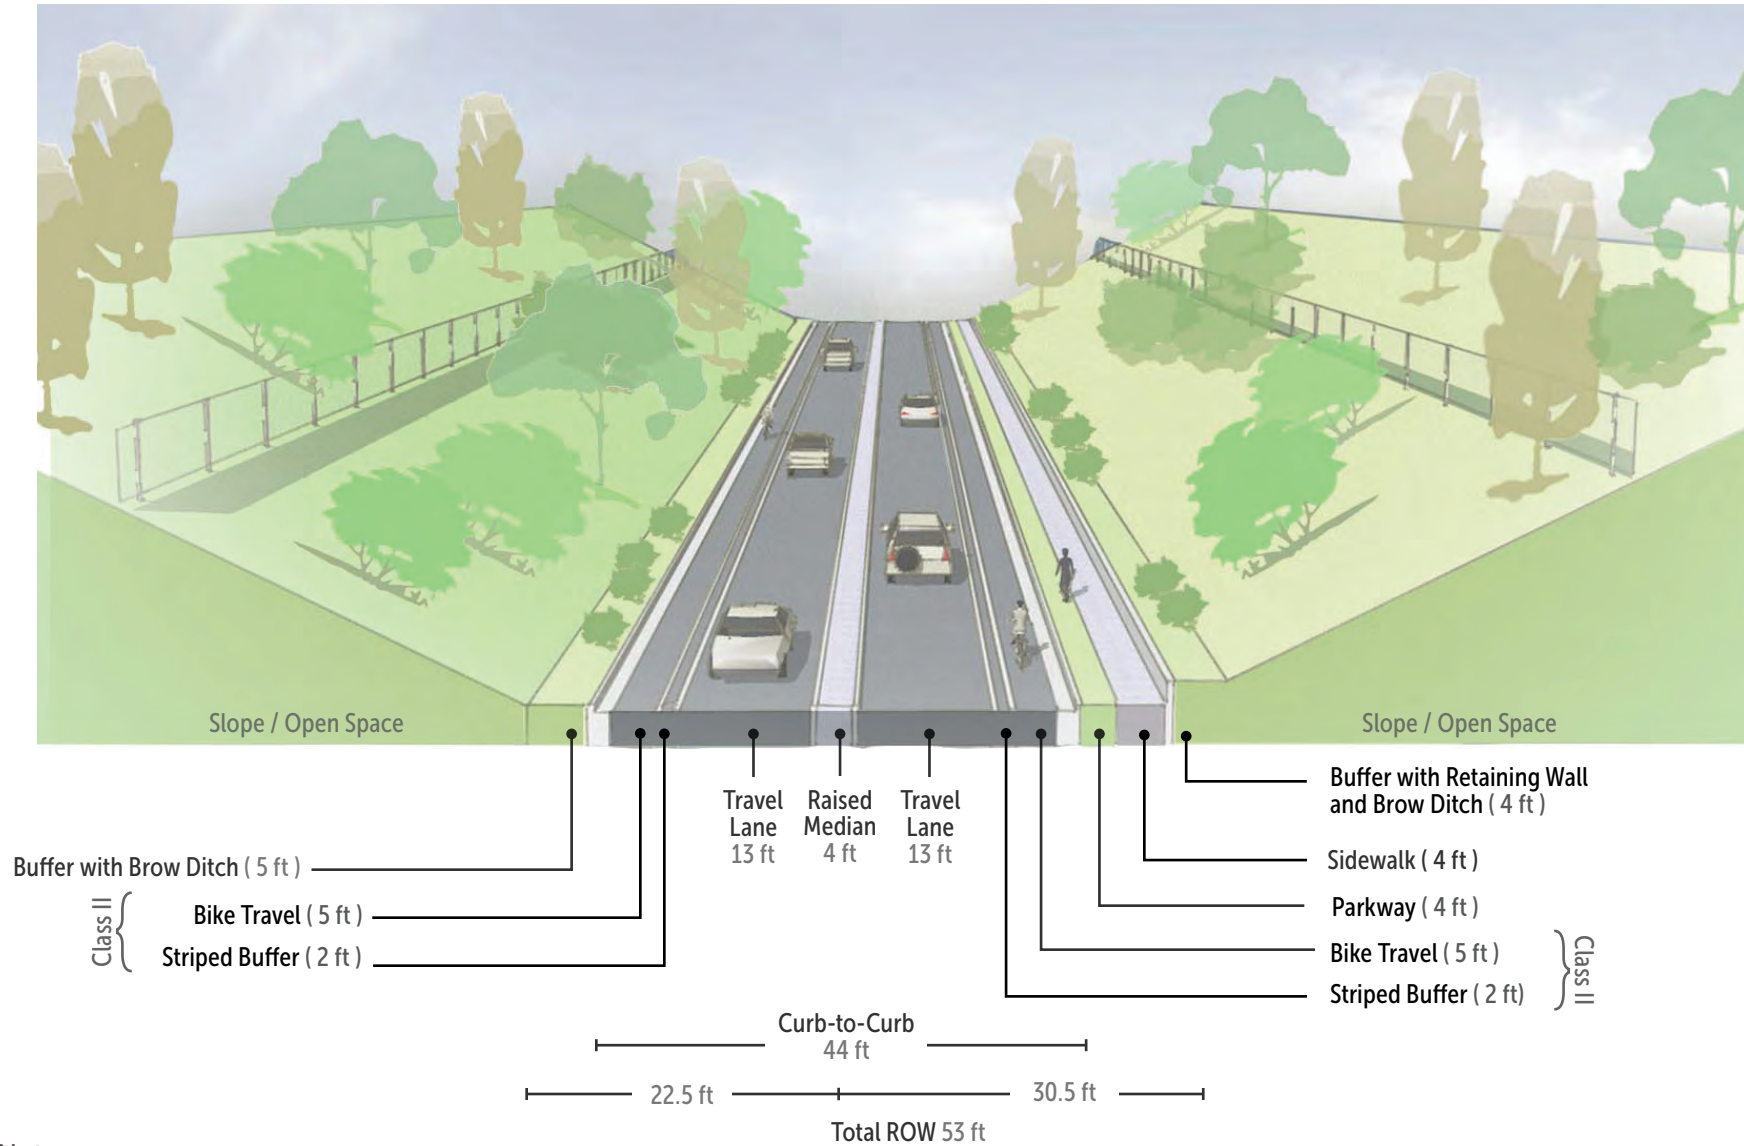 Slope / Open Space
Slope / Open Space
Travel
Lane
13 ft
Raised
Median
4 ft
Travel
Lane
13 ft
Buffer with Retaining Wall
and Brow Ditch ( 4 ft )
Buffer with Brow Ditch ( 5 ft )
Sidewalk ( 4 ft )
Class II
Bike Travel ( 5 ft )
Striped Buffer ( 2 ft )
Parkway ( 4 ft )
Bike Travel ( 5 ft )
Striped Buffer ( 2 ft)
Class II
Curb-to-Curb
44 ft
22.5 ft
30.5 ft
Total ROW 53 ft